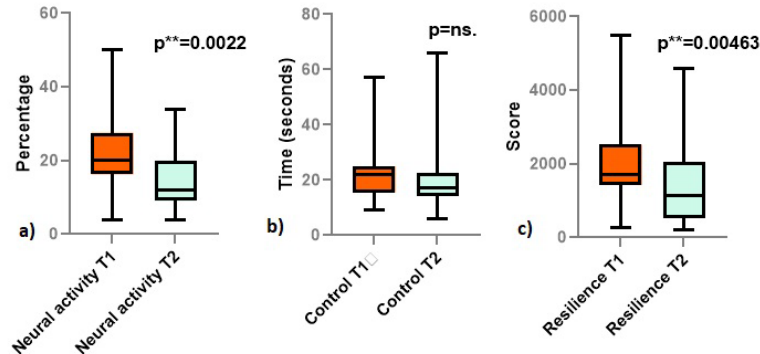 60
40
20
0
Percentage
p**=0.0022
a)
Neural activity T1
Neural activity T2
80
60
40
20
0
Time (seconds)
p=ns.
b)
Control T1
Control T2
6000
4000
2000
0
Score
p**=0.00463
c)
Resilience T1
Resilience T2